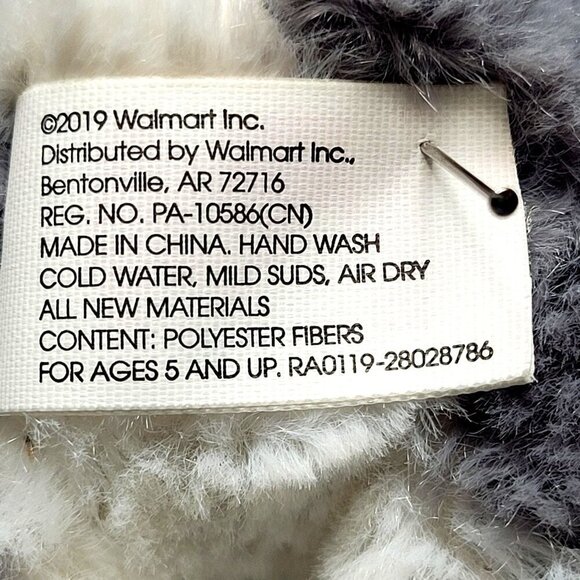 ©2019 Walmart Inc.
Distributed by Walmart Inc.,
Bentonville, AR 72716
REG. NO. PA-10586(CN)
MADE IN CHINA. HAND WASH
COLD WATER, MILD SUDS, AIR DRY
ALL NEW MATERIALS
CONTENT: POLYESTER FIBERS
FOR AGES 5 AND UP. RA0119-28028786